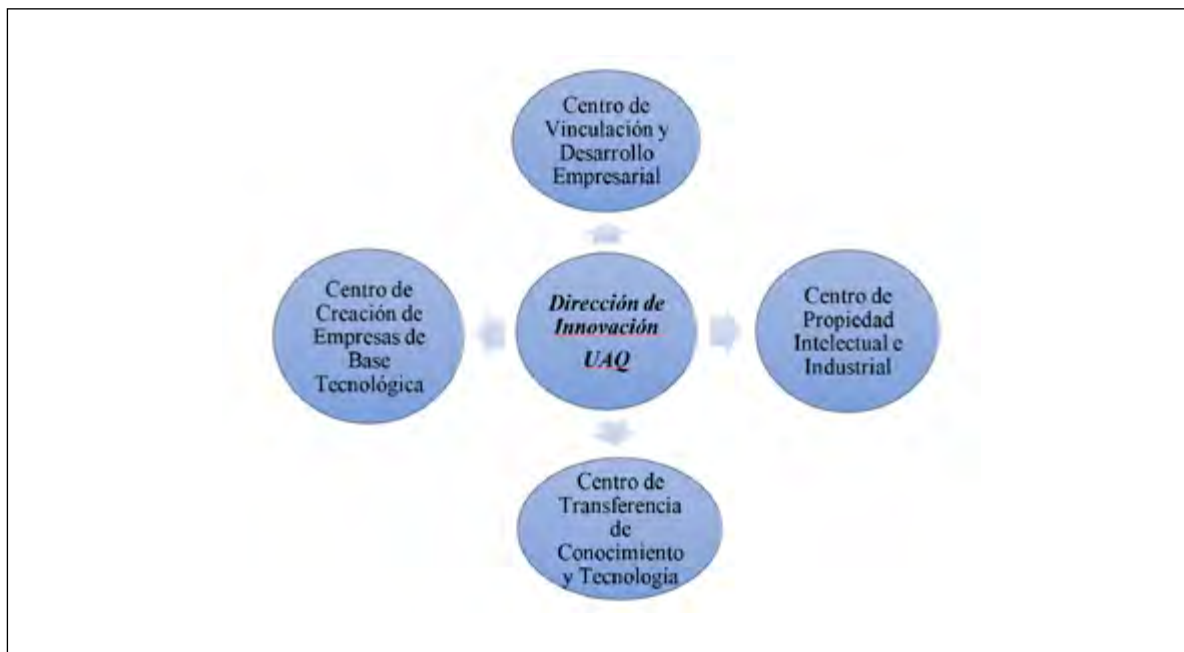 Centro de
Vinculación y
Desarrollo
Empresarial
Centro de
Creación de
Empresas de
Base
Tecnológica
Dirección de
Innovación
UAQ
Centro de
Propiedad
Intelectual e
Industrial
Centro de
Transferencia
de
Conocimiento
y Tecnología